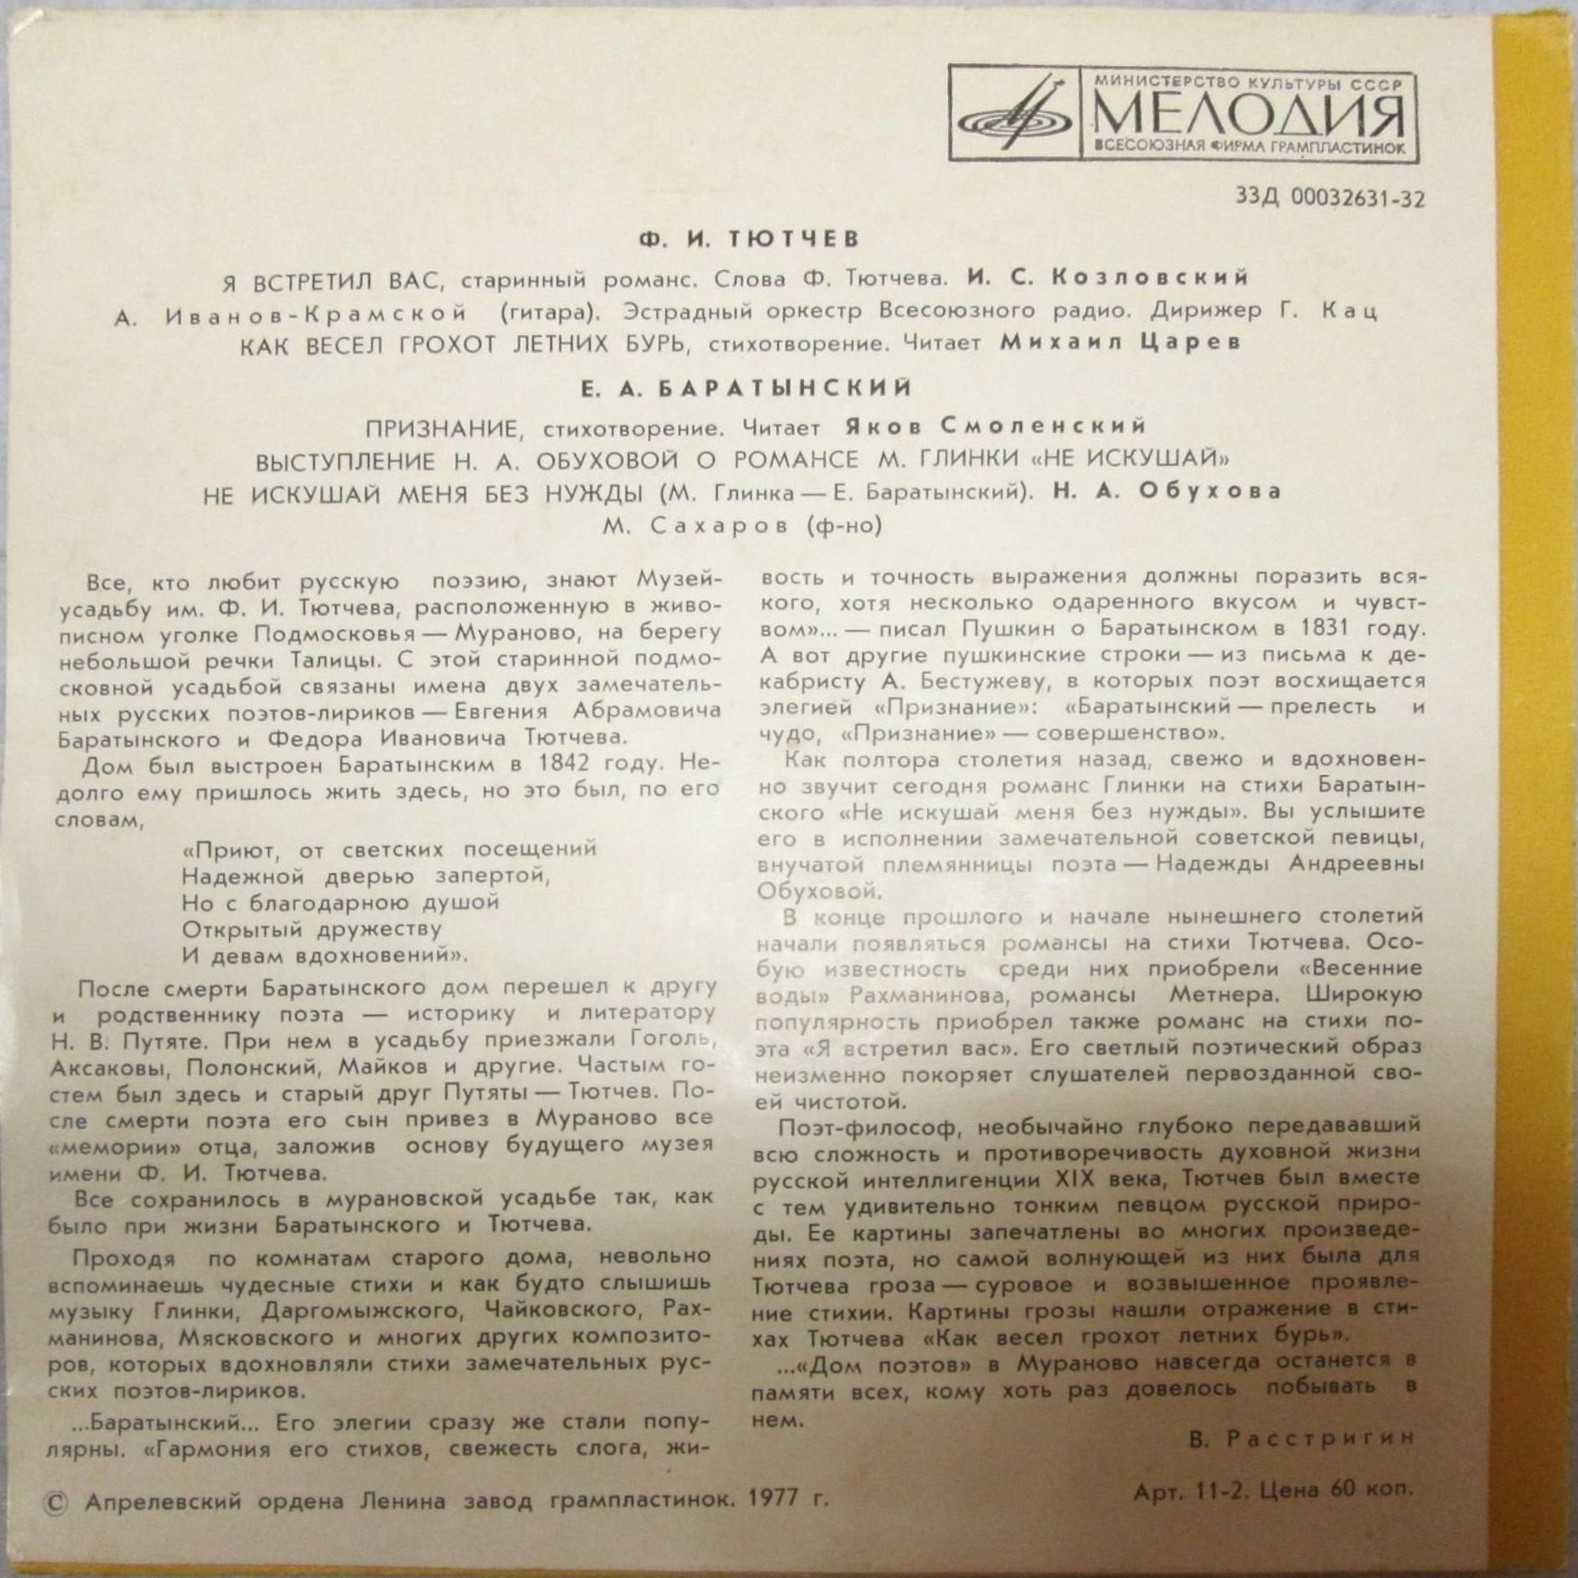 МИНИСТЕРСТВО КУЛЬТУРЫ СССР
МЕЛОДИЯ
ВСЕСОЮЗНАЯ ФИРМА ГРАМПЛАСТИНОК
33Д 00032631-32
Ф. И. ТЮТЧЕВ
Я ВСТРЕТИЛ ВАС, старинный романс. Слова Ф. Тютчева. И. С. Козловский
А. Иванов-Крамской (гитара). Эстрадный оркестр Всесоюзного радио. Дирижер Г. Кац
КАК ВЕСЕЛ ГРОХОТ ЛЕТНИХ БУРЬ, стихотворение. Читает Михаил Царев
Е. А. БАРАТЫНСКИЙ
ПРИЗНАНИЕ, стихотворение. Читает Яков Смоленский
ВЫСТУПЛЕНИЕ Н. А. ОБУХОВОЙ О РОМАНСЕ М. ГЛИНКИ «НЕ ИСКУШАЙ»
НЕ ИСКУШАЙ МЕНЯ БЕЗ НУЖДЫ (М. Глинка — Е. Баратынский). Н. А. Обухова
М. Сахаров (ф-но)
Все, кто любит русскую поэзию, знают Музей-
усадьбу им. Ф. И. Тютчева, расположенную в живо-
писном уголке Подмосковья — Мураново, на берегу
небольшой речки Талицы. С этой старинной подмо-
сковной усадьбой связаны имена двух замечатель-
ных русских поэтов-лириков — Евгения Абрамовича
Баратынского и Федора Ивановича Тютчева.
Дом был выстроен Баратынским в 1842 году. Не-
долго ему пришлось жить здесь, но это был, по его
словам,
«Приют, от светских посещений
Надежной дверью запертой,
Но с благодарною душой
Открытый дружеству
И девам вдохновений».
После смерти Баратынского дом перешел к другу
и родственнику поэта — историку и литератору
Н. В. Путяте. При нем в усадьбу приезжали Гоголь,
Аксаковы, Полонский, Майков и другие. Частым го-
стем был здесь и старый друг Путяты — Тютчев. По-
сле смерти поэта его сын привез в Мураново все
«мемории» отца, заложив основу будущего музея
имени Ф. И. Тютчева.
Все сохранилось в мурановской усадьбе так, как
было при жизни Баратынского и Тютчева.
Проходя по комнатам старого дома, невольно
вспоминаешь чудесные стихи и как будто слышишь
музыку Глинки, Даргомыжского, Чайковского, Рах-
манинова, Мясковского и многих других композито-
ров, которых вдохновляли стихи замечательных рус-
ских поэтов-лириков.
...Баратынский... Его элегии сразу же стали попу-
лярны. «Гармония его стихов, свежесть слога, жи-
вость и точность выражения должны поразить вся-
кого, хотя несколько одаренного вкусом и чувст-
вом»... — писал Пушкин о Баратынском в 1831 году.
А вот другие пушкинские строки — из письма к де-
кабристу А. Бестужеву, в которых поэт восхищается
элегией «Признание»: «Баратынский — прелесть и
чудо, «Признание» — совершенство».
Как полтора столетия назад, свежо и вдохновен-
но звучит сегодня романс Глинки на стихи Баратын-
ского «Не искушай меня без нужды». Вы услышите
его в исполнении замечательной советской певицы,
внучатой племянницы поэта — Надежды Андреевны
Обуховой.
В конце прошлого и начале нынешнего столетий
начали появляться романсы на стихи Тютчева. Осо-
бую известность среди них приобрели «Весенние
воды» Рахманинова, романсы Метнера. Широкую
популярность приобрел также романс на стихи по-
эта «Я встретил вас». Его светлый поэтический образ
неизменно покоряет слушателей первозданной сво-
ей чистотой.
Поэт-философ, необычайно глубоко передававший
всю сложность и противоречивость духовной жизни
русской интеллигенции XIX века, Тютчев был вместе
с тем удивительно тонким певцом русской приро-
ды. Ее картины запечатлены во многих произведе-
ниях поэта, но самой волнующей из них была для
Тютчева гроза — суровое и возвышенное проявле-
ние стихии. Картины грозы нашли отражение в сти-
хах Тютчева «Как весел грохот летних бурь».
...«Дом поэтов» в Мураново навсегда останется в
памяти всех, кому хоть раз довелось побывать в
нем.
В. Расстригин
© Апрелевский ордена Ленина завод грампластинок. 1977 г.
Арт. 11-2. Цена 60 коп.